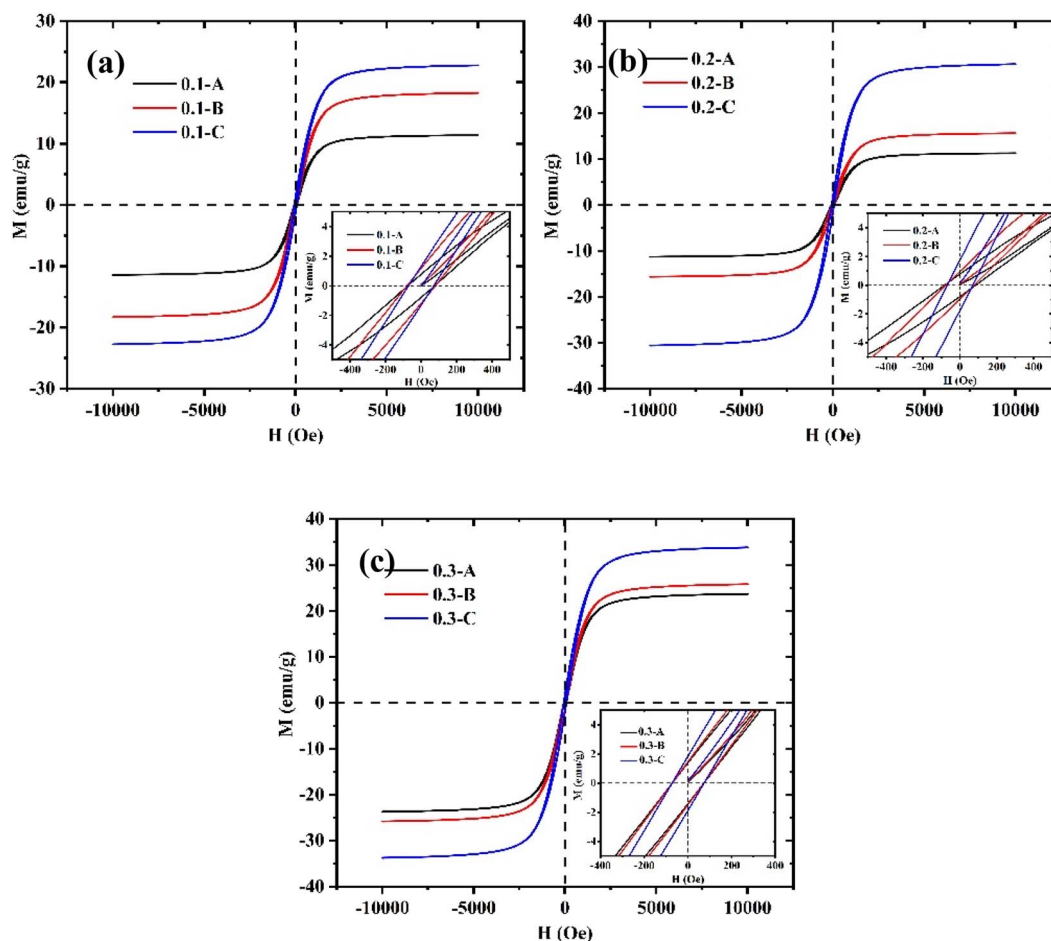 (a)
0.1-A
0.1-B
0.1-C
M (emu/g)
30
20
10
0
-10
-20
-30
-10000 -5000 0 5000 10000
H (Oe)
0.1-A
0.1-B
0.1-C
M (emu/g)
4
2
0
-2
-4
-400 -200 0 200 400
H (Oe)
(b)
0.2-A
0.2-B
0.2-C
M (emu/g)
40
30
20
10
0
-10
-20
-30
-40
-10000 -5000 0 5000 10000
H (Oe)
0.2-A
0.2-B
0.2-C
M (emu/g)
4
2
0
-2
-4
-400 -200 0 200 400
H (Oe)
(c)
0.3-A
0.3-B
0.3-C
M (emu/g)
40
30
20
10
0
-10
-20
-30
-40
-10000 -5000 0 5000 10000
H (Oe)
0.3-A
0.3-B
0.3-C
M (emu/g)
4
2
0
-2
-4
-400 -200 0 200 400
H (Oe)